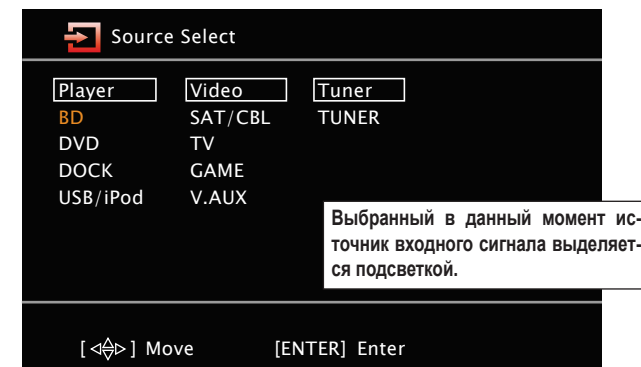 Source Select
Player Video Tuner
BD SAT/CBL TUNER
DVD TV
DOCK GAME
USB/iPod V.AUX
Выбранный в данный момент ис-
точник входного сигнала выделяет-
ся подсветкой.
[◁△▽▷] Move [ENTER] Enter